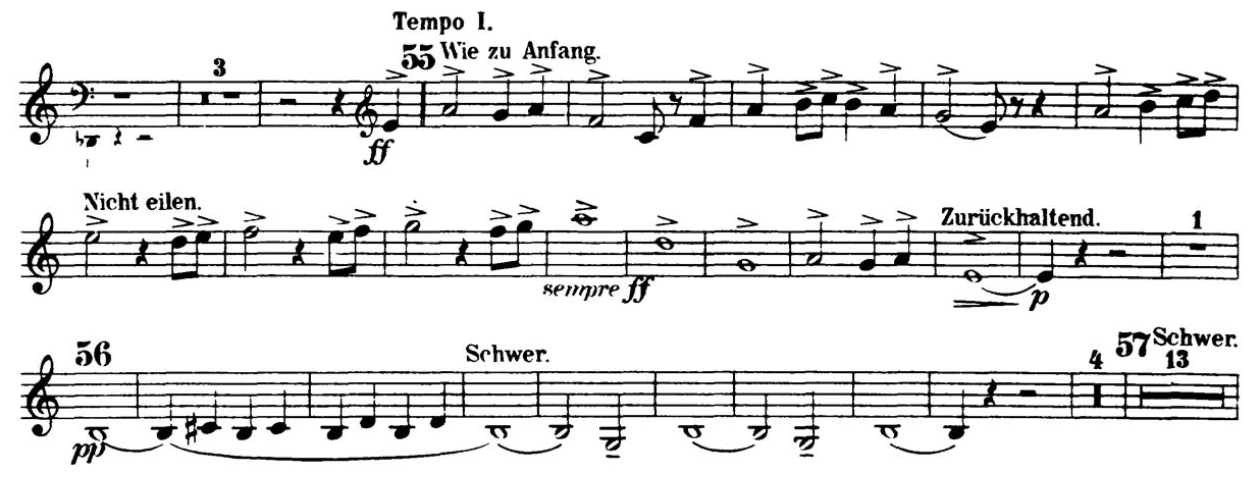 Tempo I.
3 55 Wie zu Anfang.
ff
Nicht eilen. Zurückhaltend. 1
sempre ff p
56 Schwer. 4 57 Schwer.
13
pp